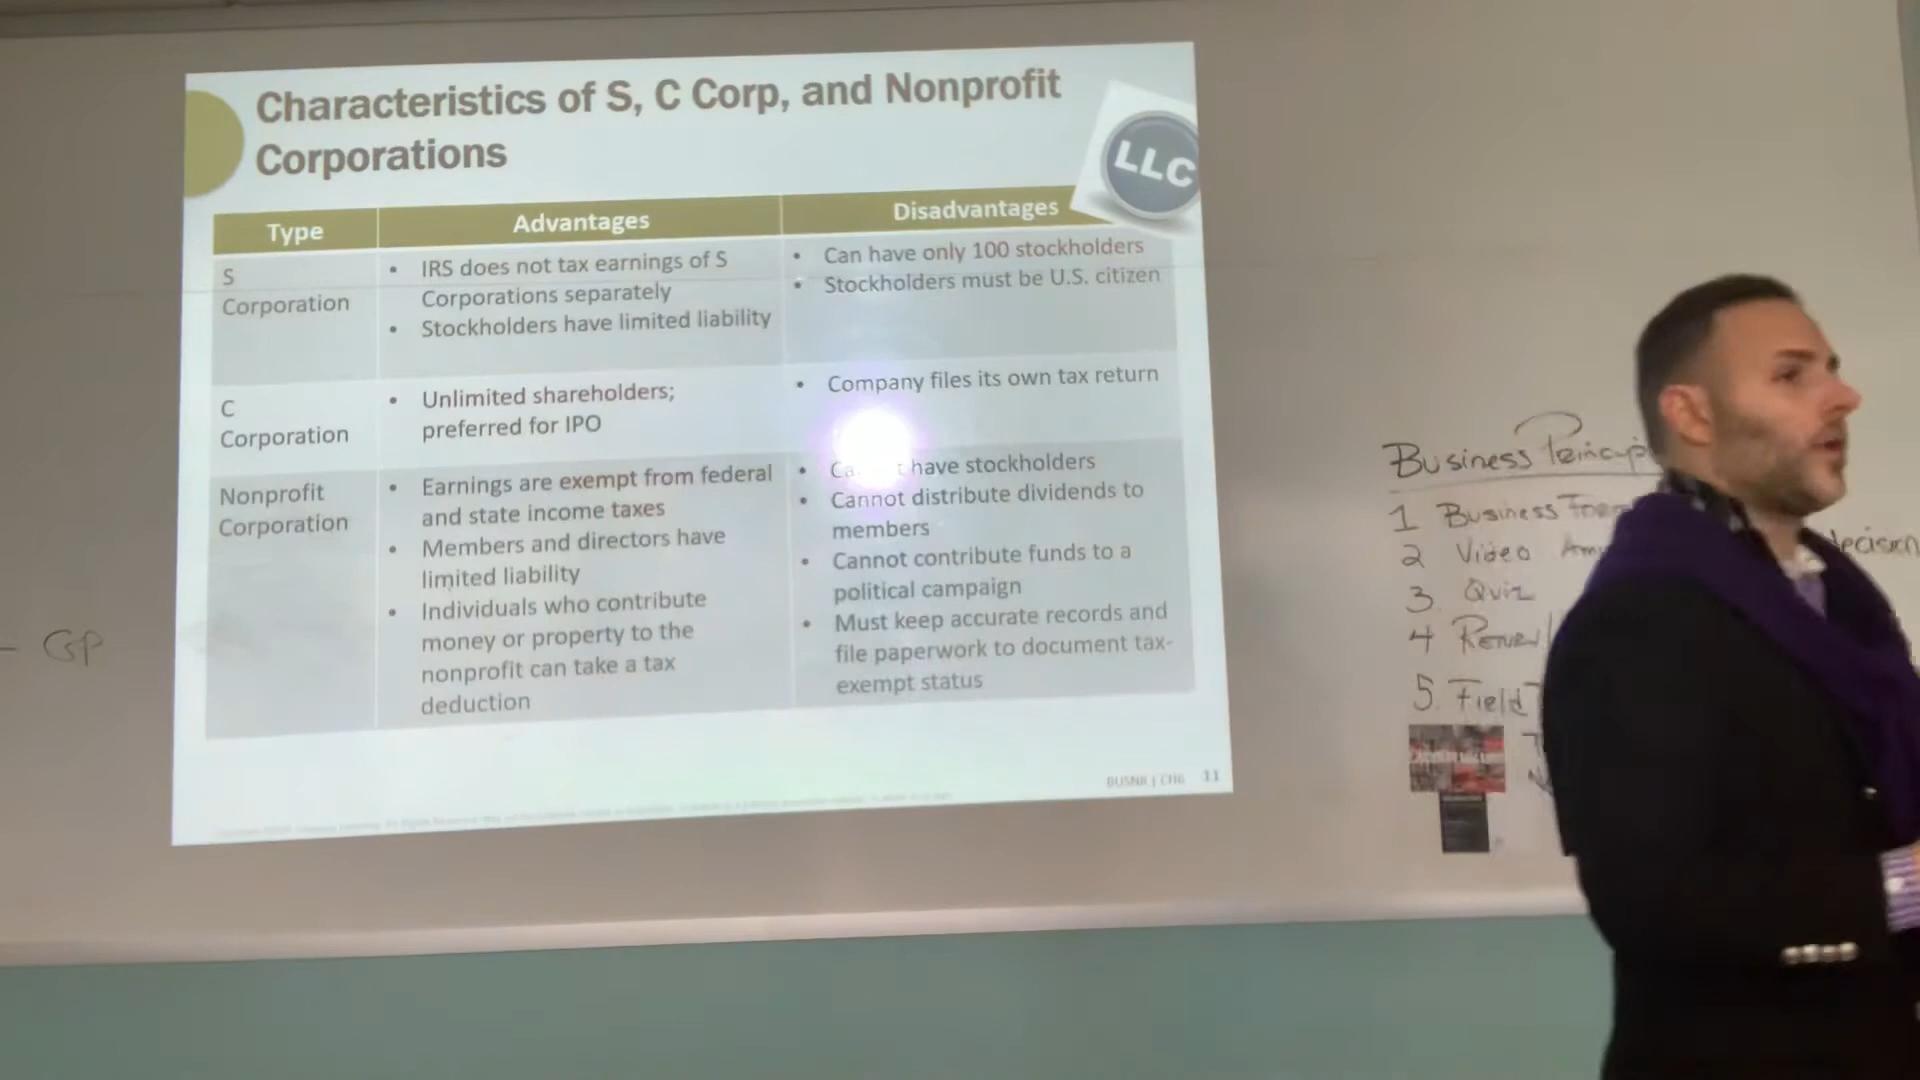 Characteristics of S, C Corp, and Nonprofit
Corporations
LLC
Type
Advantages
Disadvantages
S
Corporation
• IRS does not tax earnings of S
Corporations separately
• Stockholders have limited liability
• Can have only 100 stockholders
• Stockholders must be U.S. citizen
C
Corporation
• Unlimited shareholders;
preferred for IPO
• Company files its own tax return
Nonprofit
Corporation
• Earnings are exempt from federal
and state income taxes
• Members and directors have
limited liability
• Individuals who contribute
money or property to the
nonprofit can take a tax
deduction
• have stockholders
• Cannot distribute dividends to
members
• Cannot contribute funds to a
political campaign
• Must keep accurate records and
file paperwork to document tax-
exempt status
11
Business
1 Business
2 Video
3. Quiz
4
5. Field